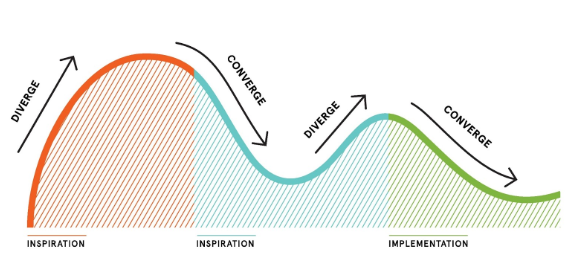 DIVERGE
CONVERGE
DIVERGE
CONVERGE
INSPIRATION
INSPIRATION
IMPLEMENTATION